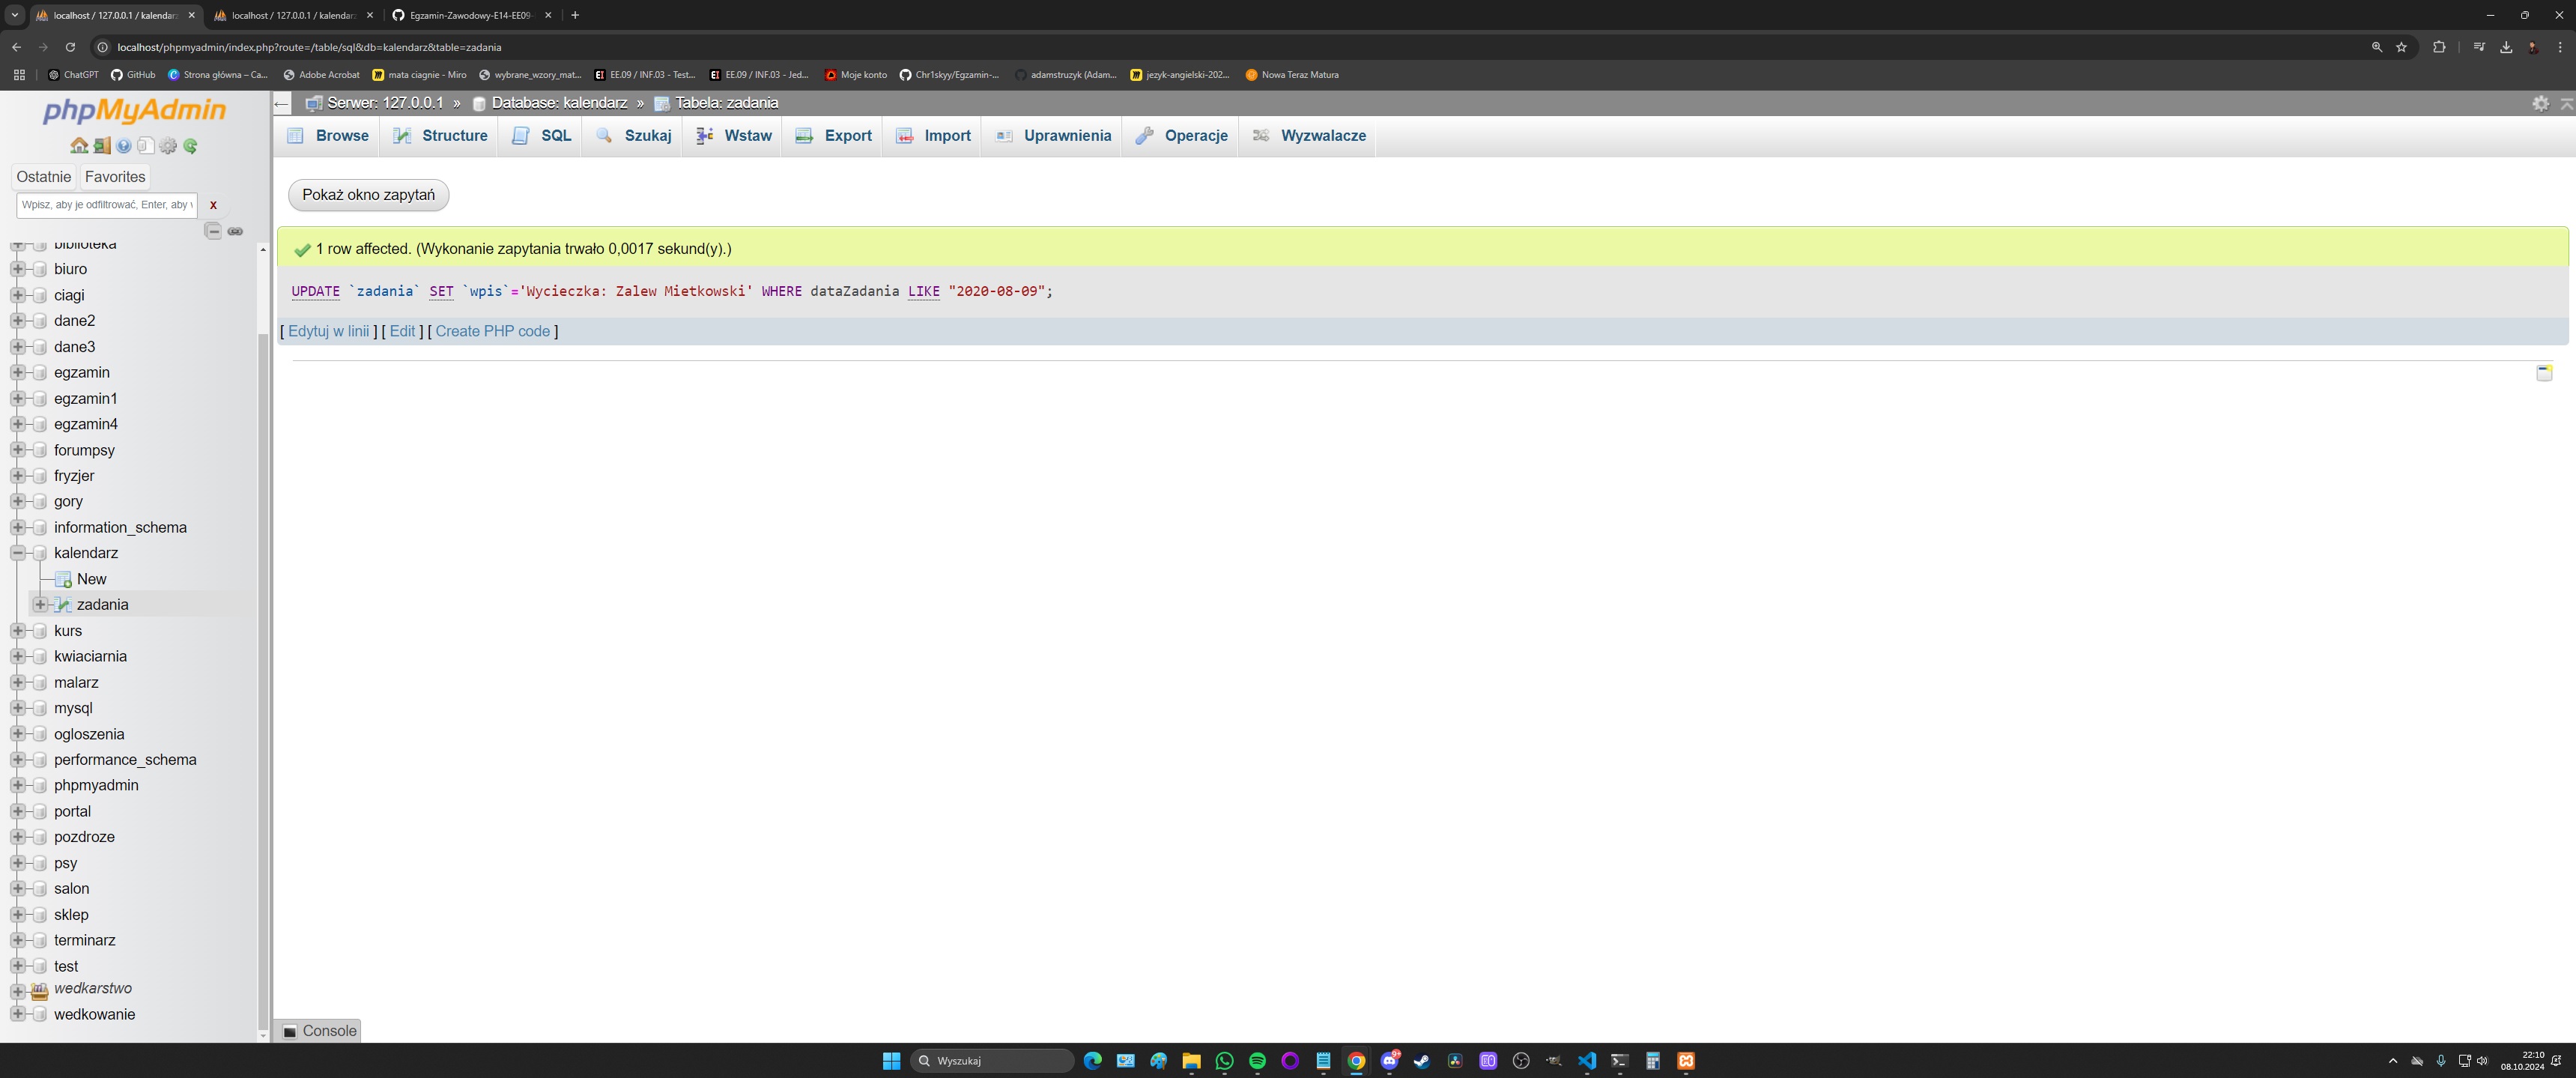 localhost / 127.0.0.1 / kalendarz
localhost / 127.0.0.1 / kalendarz
Egzamin-Zawodowy-E14-EE09-
localhost/phpmyadmin/index.php?route=/table/sql&db=kalendarz&table=zadania
ChatGPT
GitHub
Strona główna – Ca...
Adobe Acrobat
mata ciagnie - Miro
wybrane_wzory_mat...
EE.09 / INF.03 - Test...
EE.09 / INF.03 - Jed...
Moje konto
Chr1skyy/Egzamin-...
adamstruzyk (Adam...
jezyk-angielski-202...
Nowa Teraz Matura
phpMyAdmin
Ostatnie
Favorites
Wpisz, aby je odfiltrować, Enter, aby
X
biblioteka
biuro
ciagi
dane2
dane3
egzamin
egzamin1
egzamin4
forumpsy
fryzjer
gory
information_schema
kalendarz
New
zadania
kurs
kwiaciarnia
malarz
mysql
ogloszenia
performance_schema
phpmyadmin
portal
pozdroze
psy
salon
sklep
terminarz
test
wedkarstwo
wedkowanie
Serwer: 127.0.0.1 » Database: kalendarz » Tabela: zadania
Browse Structure SQL Szukaj Wstaw Export Import Uprawnienia Operacje Wyzwalacze
Pokaż okno zapytań
1 row affected. (Wykonanie zapytania trwało 0,0017 sekund(y).)
UPDATE `zadania` SET `wpis`='Wycieczka: Zalew Mietkowski' WHERE dataZadania LIKE "2020-08-09";
[ Edytuj w linii ] [ Edit ] [ Create PHP code ]
Console
Wyszukaj
9+
22:10
08.10.2024